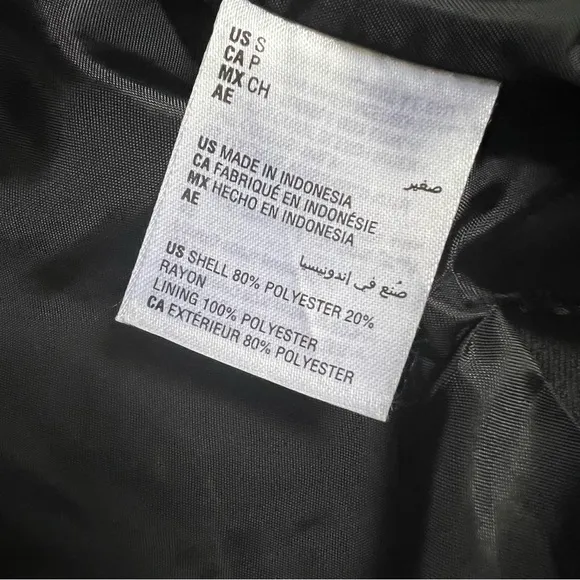 US S
CA P
MX CH
AE
صغير
US MADE IN INDONESIA
CA FABRIQUÉ EN INDONÉSIE
MX HECHO EN INDONESIA
AE
صُنع في اندونيسيا
US SHELL 80% POLYESTER 20%
RAYON
LINING 100% POLYESTER
CA EXTÉRIEUR 80% POLYESTER